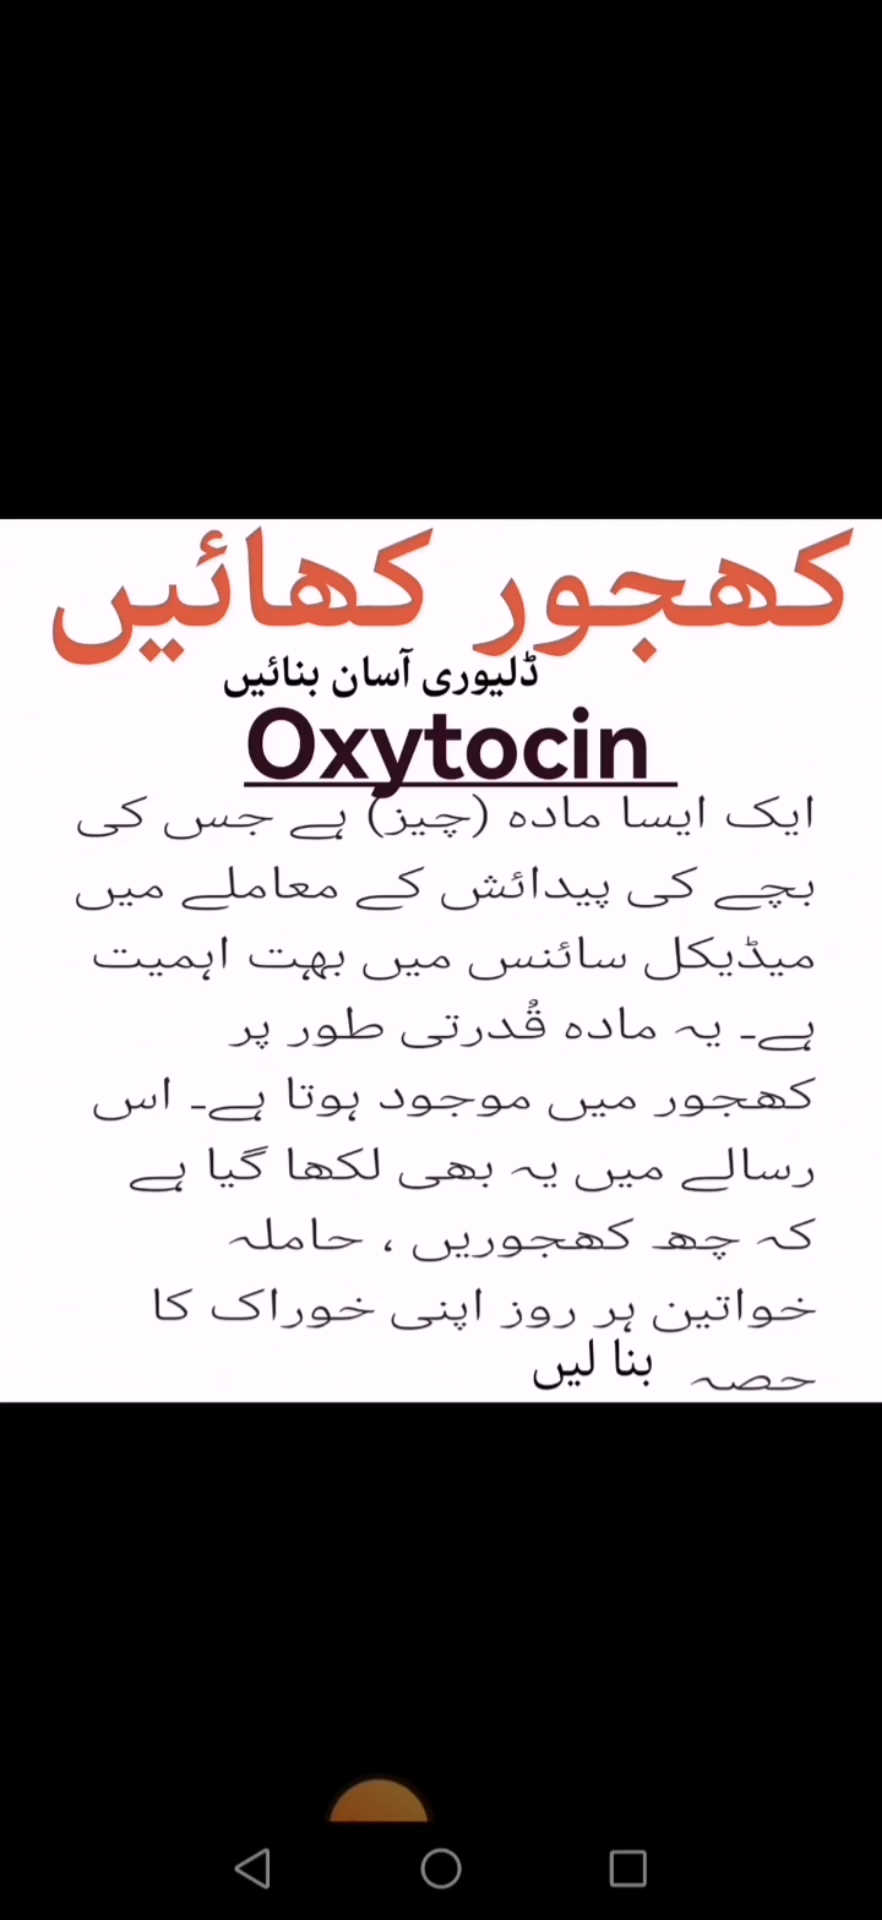 کھجور کھائیں
ڈلیوری آسان بنائیں
Oxytocin
ایک ایسا مادہ (چیز) ہے جس کی
بچے کی پیدائش کے معاملے میں
میڈیکل سائنس میں بہت اہمیت
ہے۔ یہ مادہ قُدرتی طور پر
کھجور میں موجود ہوتا ہے۔ اس
رسالے میں یہ بھی لکھا گیا ہے
کہ چھ کھجوریں ، حاملہ
خواتین ہر روز اپنی خوراک کا
حصہ بنا لیں